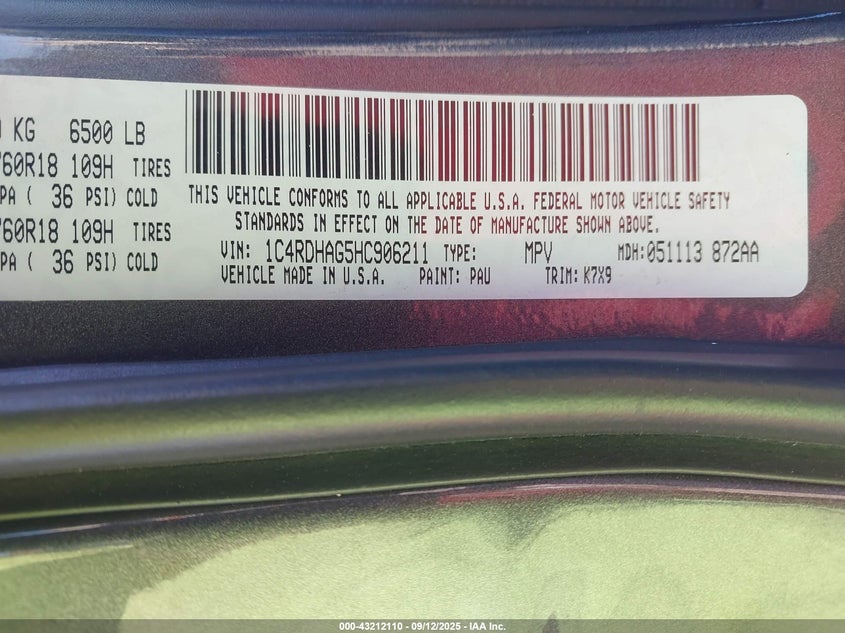 KG 6500 LB
/60R18 109H TIRES
PA ( 36 PSI) COLD
/60R18 109H TIRES
PA ( 36 PSI) COLD
THIS VEHICLE CONFORMS TO ALL APPLICABLE U.S.A. FEDERAL MOTOR VEHICLE SAFETY
STANDARDS IN EFFECT ON THE DATE OF MANUFACTURE SHOWN ABOVE.
VIN: 1C4RDHAG5HC906211 TYPE: MPV MDH:051113 872AA
VEHICLE MADE IN U.S.A. PAINT: PAU TRIM: K7X9
000-43212110 - 09/12/2025 - IAA Inc.